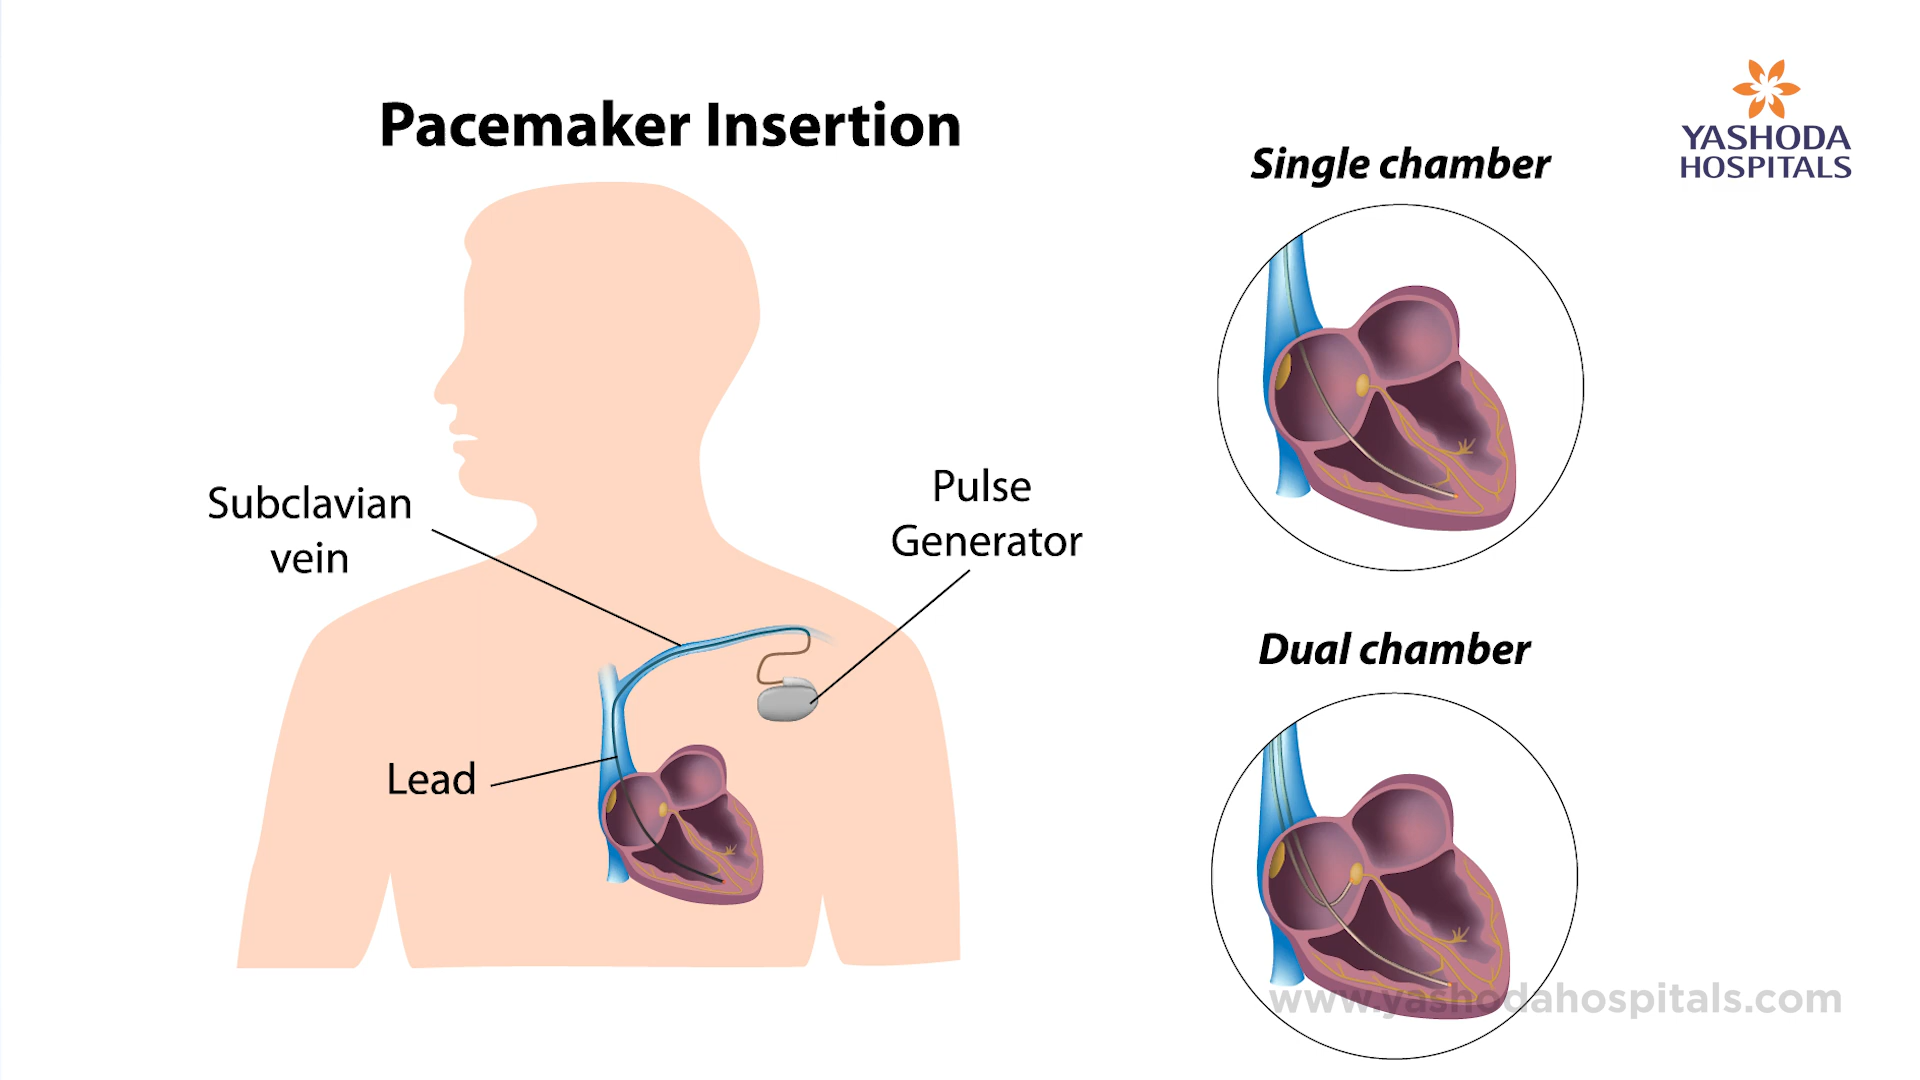 Pacemaker Insertion
YASHODA
HOSPITALS
Single chamber
Subclavian
vein
Pulse
Generator
Lead
Dual chamber
www.yashodahospitals.com